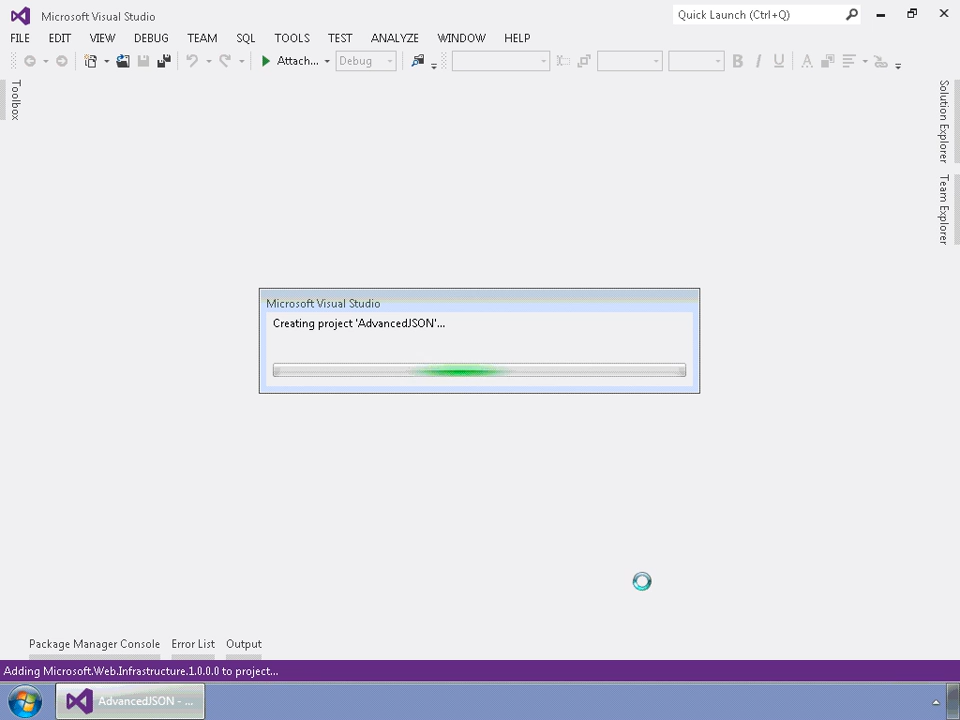 Microsoft Visual Studio
Quick Launch (Ctrl+Q)
FILE EDIT VIEW DEBUG TEAM SQL TOOLS TEST ANALYZE WINDOW HELP
Attach... Debug
Toolbox
Solution Explorer
Team Explorer
Microsoft Visual Studio
Creating project 'AdvancedJSON'...
Package Manager Console Error List Output
Adding Microsoft.Web.Infrastructure.1.0.0.0 to project...
AdvancedJSON - ...